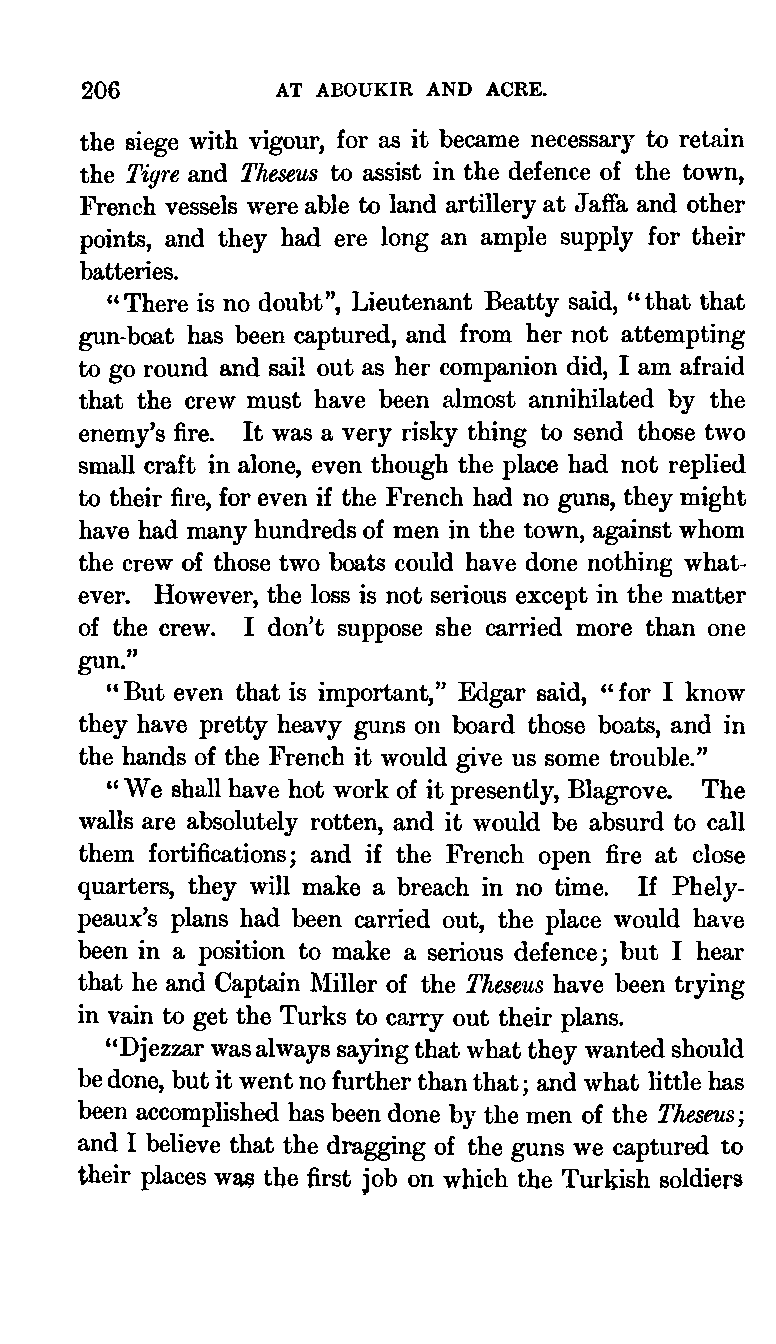 206 AT ABOUKIR AND ACRE.
the siege with vigour, for as it became necessary to retain
the Tigre and Theseus to assist in the defence of the town,
French vessels were able to land artillery at Jaffa and other
points, and they had ere long an ample supply for their
batteries.
"There is no doubt", Lieutenant Beatty said, "that that
gun-boat has been captured, and from her not attempting
to go round and sail out as her companion did, I am afraid
that the crew must have been almost annihilated by the
enemy's fire. It was a very risky thing to send those two
small craft in alone, even though the place had not replied
to their fire, for even if the French had no guns, they might
have had many hundreds of men in the town, against whom
the crew of those two boats could have done nothing what-
ever. However, the loss is not serious except in the matter
of the crew. I don't suppose she carried more than one
gun."
"But even that is important," Edgar said, "for I know
they have pretty heavy guns on board those boats, and in
the hands of the French it would give us some trouble."
"We shall have hot work of it presently, Blagrove. The
walls are absolutely rotten, and it would be absurd to call
them fortifications; and if the French open fire at close
quarters, they will make a breach in no time. If Phely-
peaux's plans had been carried out, the place would have
been in a position to make a serious defence; but I hear
that he and Captain Miller of the Theseus have been trying
in vain to get the Turks to carry out their plans.
"Djezzar was always saying that what they wanted should
be done, but it went no further than that; and what little has
been accomplished has been done by the men of the Theseus;
and I believe that the dragging of the guns we captured to
their places was the first job on which the Turkish soldiers